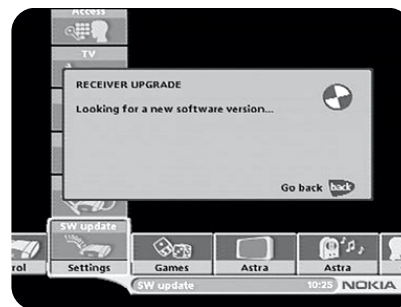 Access
TV
RECEIVER UPGRADE
Looking for a new software version...
Go back back
SW update
rol Settings Games Astra Astra
SW update 10:25 NOKIA